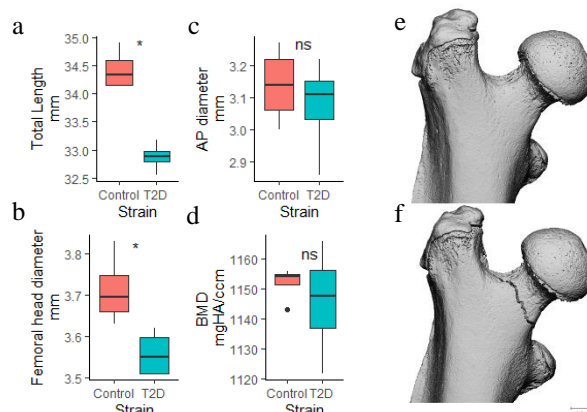 a
Total Length
mm
35.0
34.5
34.0
33.5
33.0
32.5
*
Control T2D
Strain
b
Femoral head diameter
mm
3.8
3.7
3.6
3.5
*
Control T2D
Strain
c
AP diameter
mm
3.2
3.1
3.0
2.9
ns
Control T2D
Strain
d
BMD
mgHA/ccm
1160
1150
1140
1130
1120
ns
Control T2D
Strain
e
f